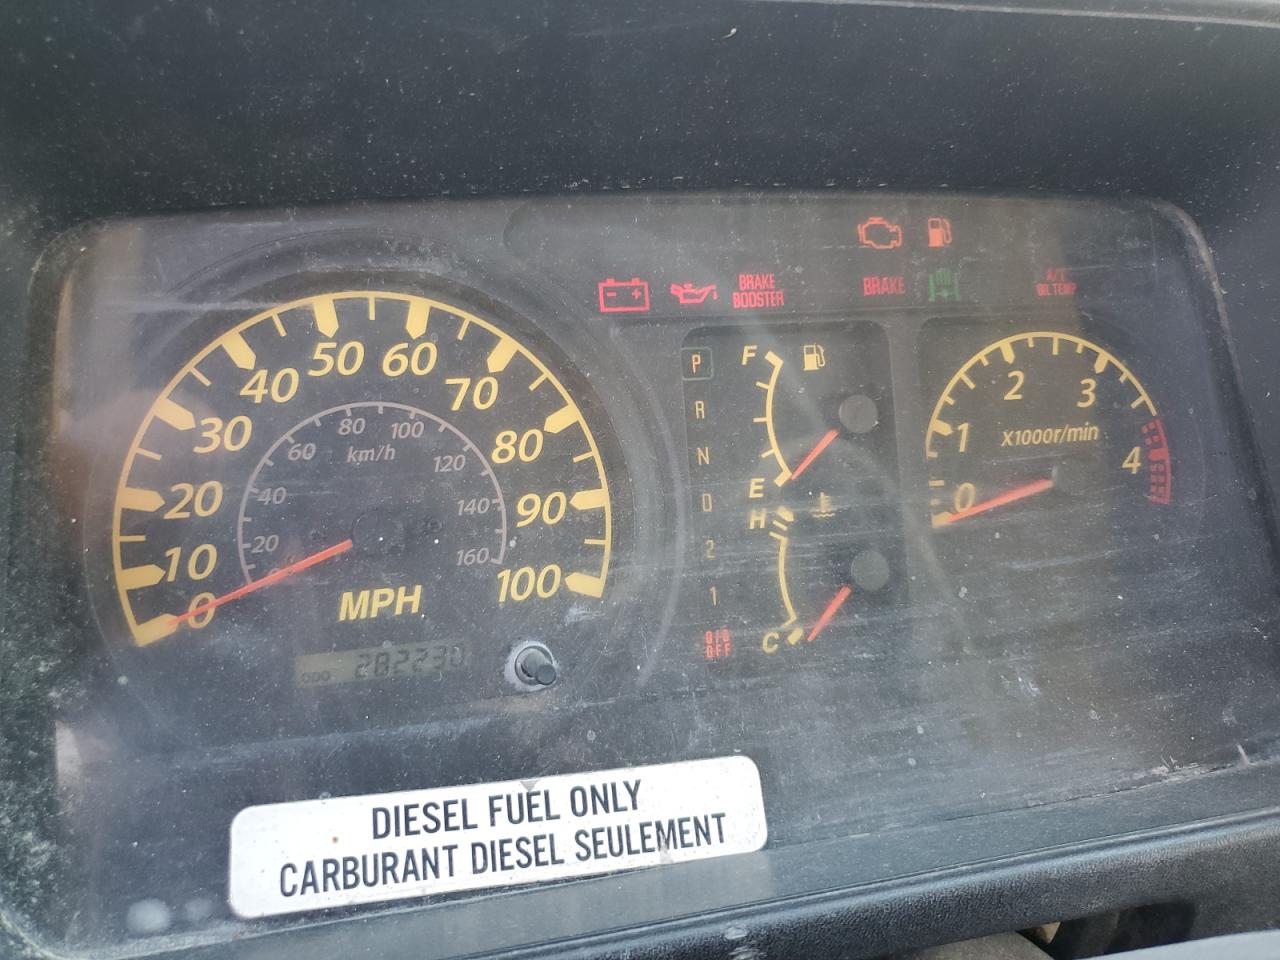 BRAKE
BOOSTER
BRAKE
A/T
OIL TEMP
0
10
20
30
40
50
60
70
80
90
100
20
40
60
80
100
120
140
160
km/h
MPH
ODO 282230
P
R
N
D
2
1
O/D
OFF
F
E
H
C
0
1
2
3
4
X1000r/min
DIESEL FUEL ONLY
CARBURANT DIESEL SEULEMENT